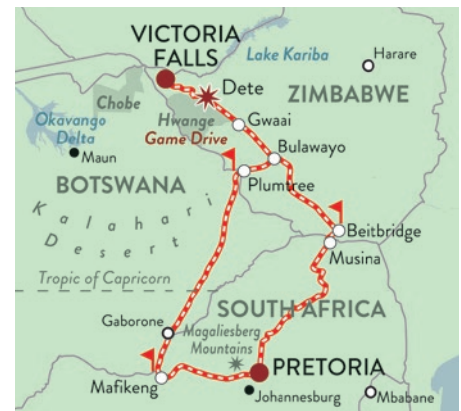 VICTORIA
FALLS
Lake Kariba
Harare
Dete
ZIMBABWE
Chobe
Okavango
Delta
Hwange
Game Drive
Gwaai
Maun
Bulawayo
BOTSWANA
Plumtree
Kalahari
Desert
Beitbridge
Musina
Tropic of Capricorn
SOUTH AFRICA
Gaborone
Magaliesberg
Mountains
PRETORIA
Mafikeng
Johannesburg
Mbabane